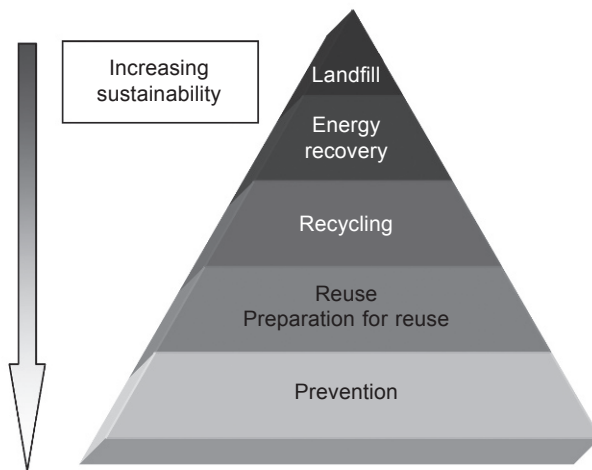 Increasing
sustainability
Landfill
Energy
recovery
Recycling
Reuse
Preparation for reuse
Prevention